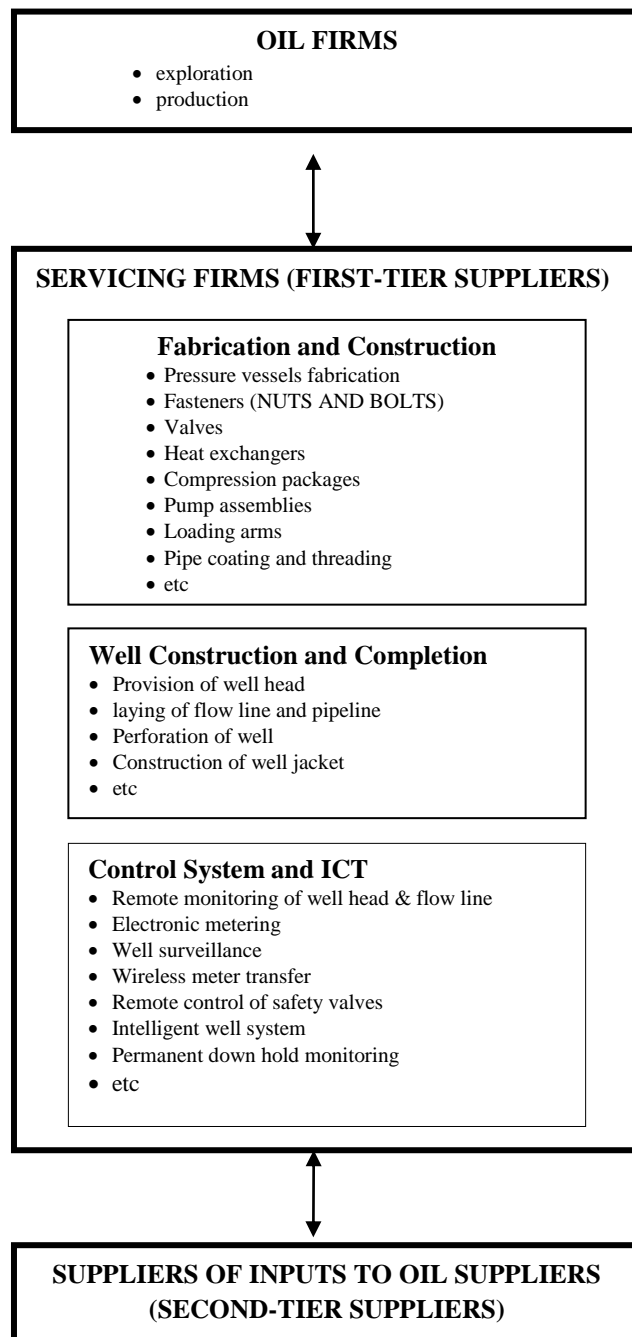 OIL FIRMS
• exploration
• production
SERVICING FIRMS (FIRST-TIER SUPPLIERS)
Fabrication and Construction
• Pressure vessels fabrication
• Fasteners (NUTS AND BOLTS)
• Valves
• Heat exchangers
• Compression packages
• Pump assemblies
• Loading arms
• Pipe coating and threading
• etc
Well Construction and Completion
• Provision of well head
• laying of flow line and pipeline
• Perforation of well
• Construction of well jacket
• etc
Control System and ICT
• Remote monitoring of well head & flow line
• Electronic metering
• Well surveillance
• Wireless meter transfer
• Remote control of safety valves
• Intelligent well system
• Permanent down hold monitoring
• etc
SUPPLIERS OF INPUTS TO OIL SUPPLIERS
(SECOND-TIER SUPPLIERS)